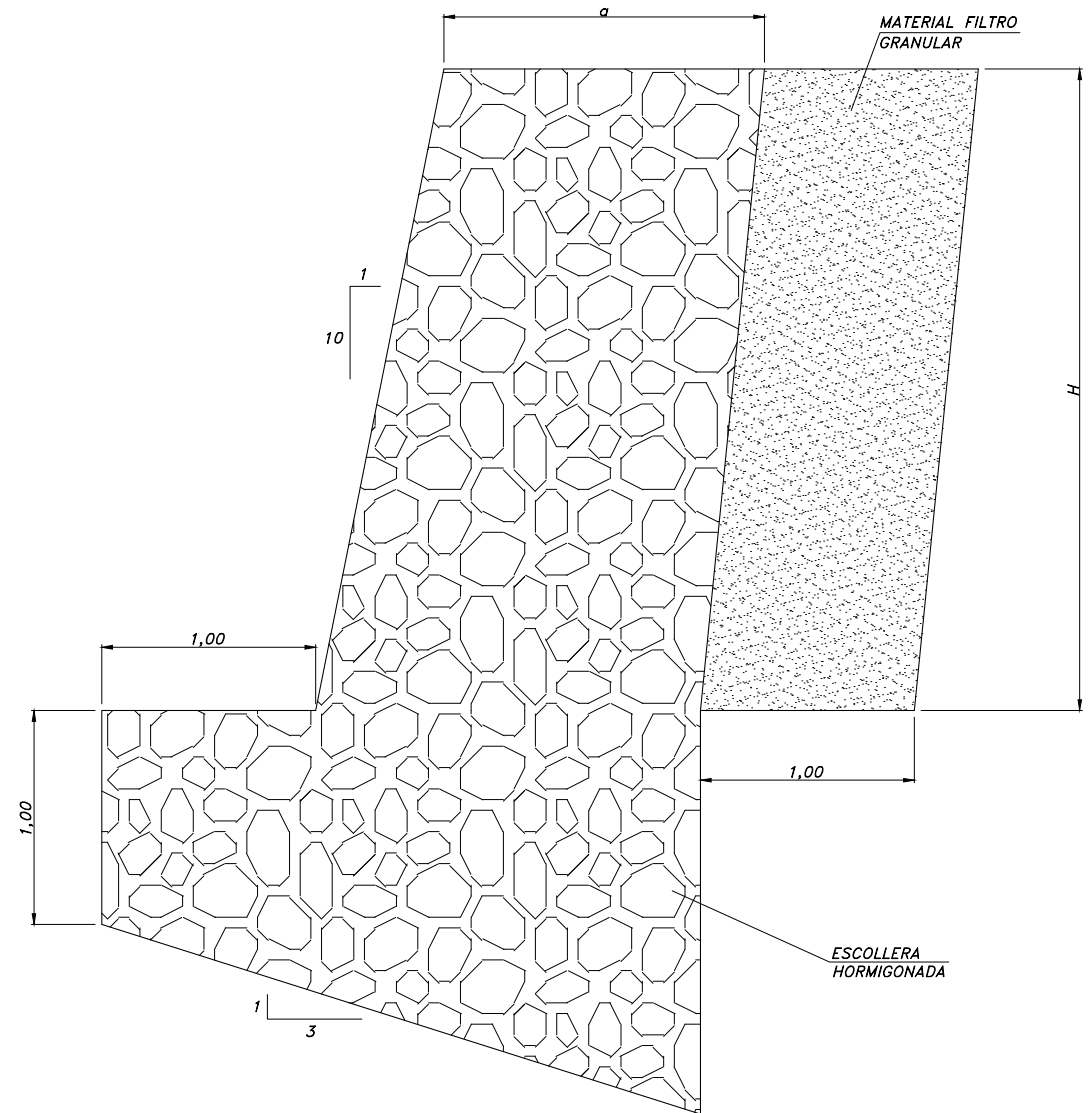 a
MATERIAL FILTRO
GRANULAR
1
10
H
1,00
1,00
1,00
ESCOLLERA
HORMIGONADA
1
3